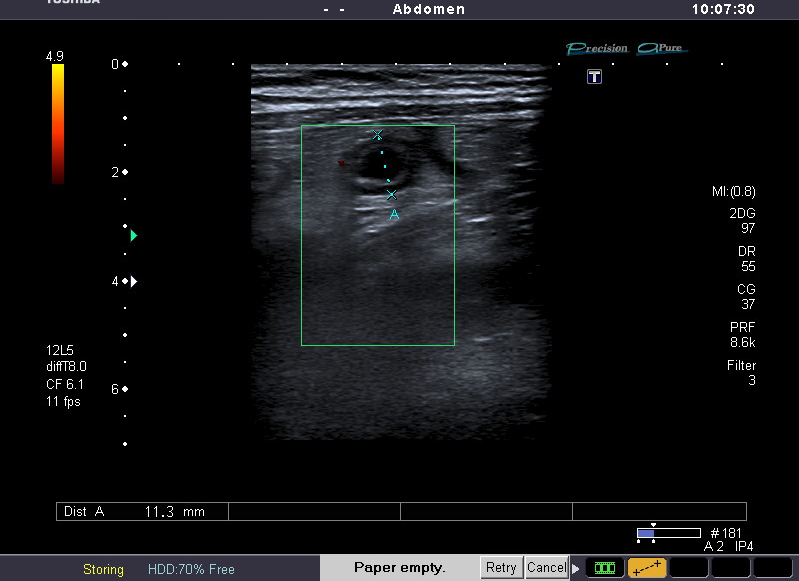 TOSHIBA
- - Abdomen 10:07:30
Precision APure
T
4.9
0
2
4
6
A
MI:(0.8)
2DG
97
DR
55
CG
37
PRF
8.6k
Filter
3
12L5
diffT8.0
CF 6.1
11 fps
Dist A 11.3 mm
#181
A 2 IP4
Storing HDD:70% Free Paper empty. Retry Cancel